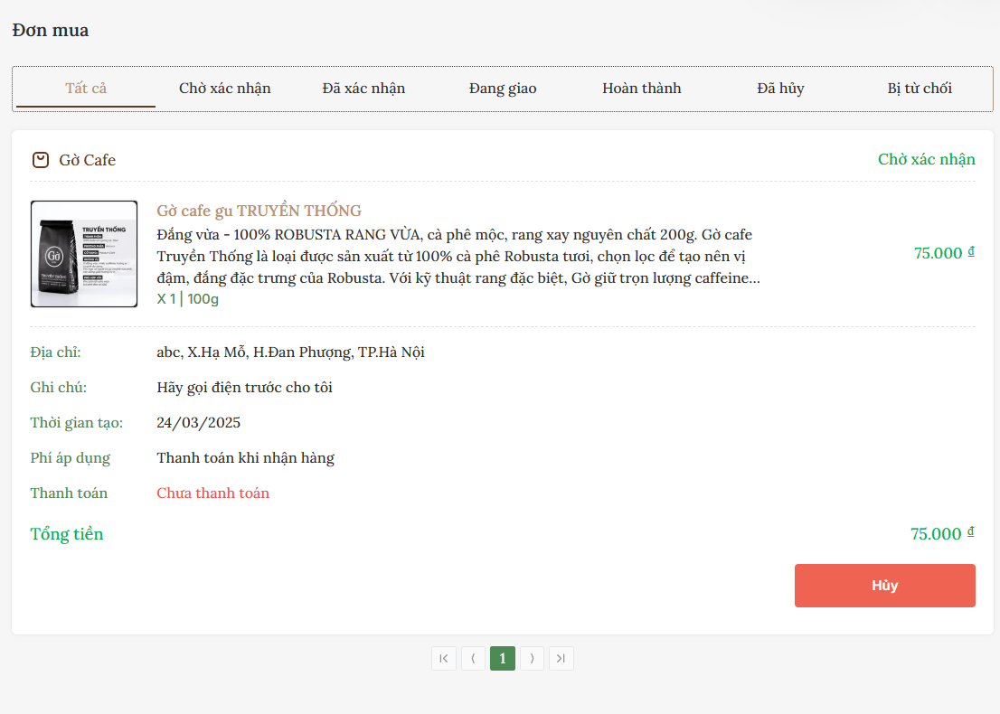 Đơn mua
Tất cả
Chờ xác nhận
Đã xác nhận
Đang giao
Hoàn thành
Đã hủy
Bị từ chối
Gờ Cafe
Chờ xác nhận
TRUYỀN THỐNG
Gờ
TRUYỀN THỐNG
Gờ cafe gu TRUYỀN THỐNG
Đắng vừa - 100% ROBUSTA RANG VỪA, cà phê mộc, rang xay nguyên chất 200g. Gờ cafe
Truyền Thống là loại được sản xuất từ 100% cà phê Robusta tươi, chọn lọc để tạo nên vị
đậm, đắng đặc trưng của Robusta. Với kỹ thuật rang đặc biệt, Gờ giữ trọn lượng caffeine...
X 1 | 100g
75.000 ₫
Địa chỉ: abc, X.Hạ Mỗ, H.Đan Phượng, TP.Hà Nội
Ghi chú: Hãy gọi điện trước cho tôi
Thời gian tạo: 24/03/2025
Phí áp dụng Thanh toán khi nhận hàng
Thanh toán Chưa thanh toán
Tổng tiền 75.000 ₫
Hủy
1